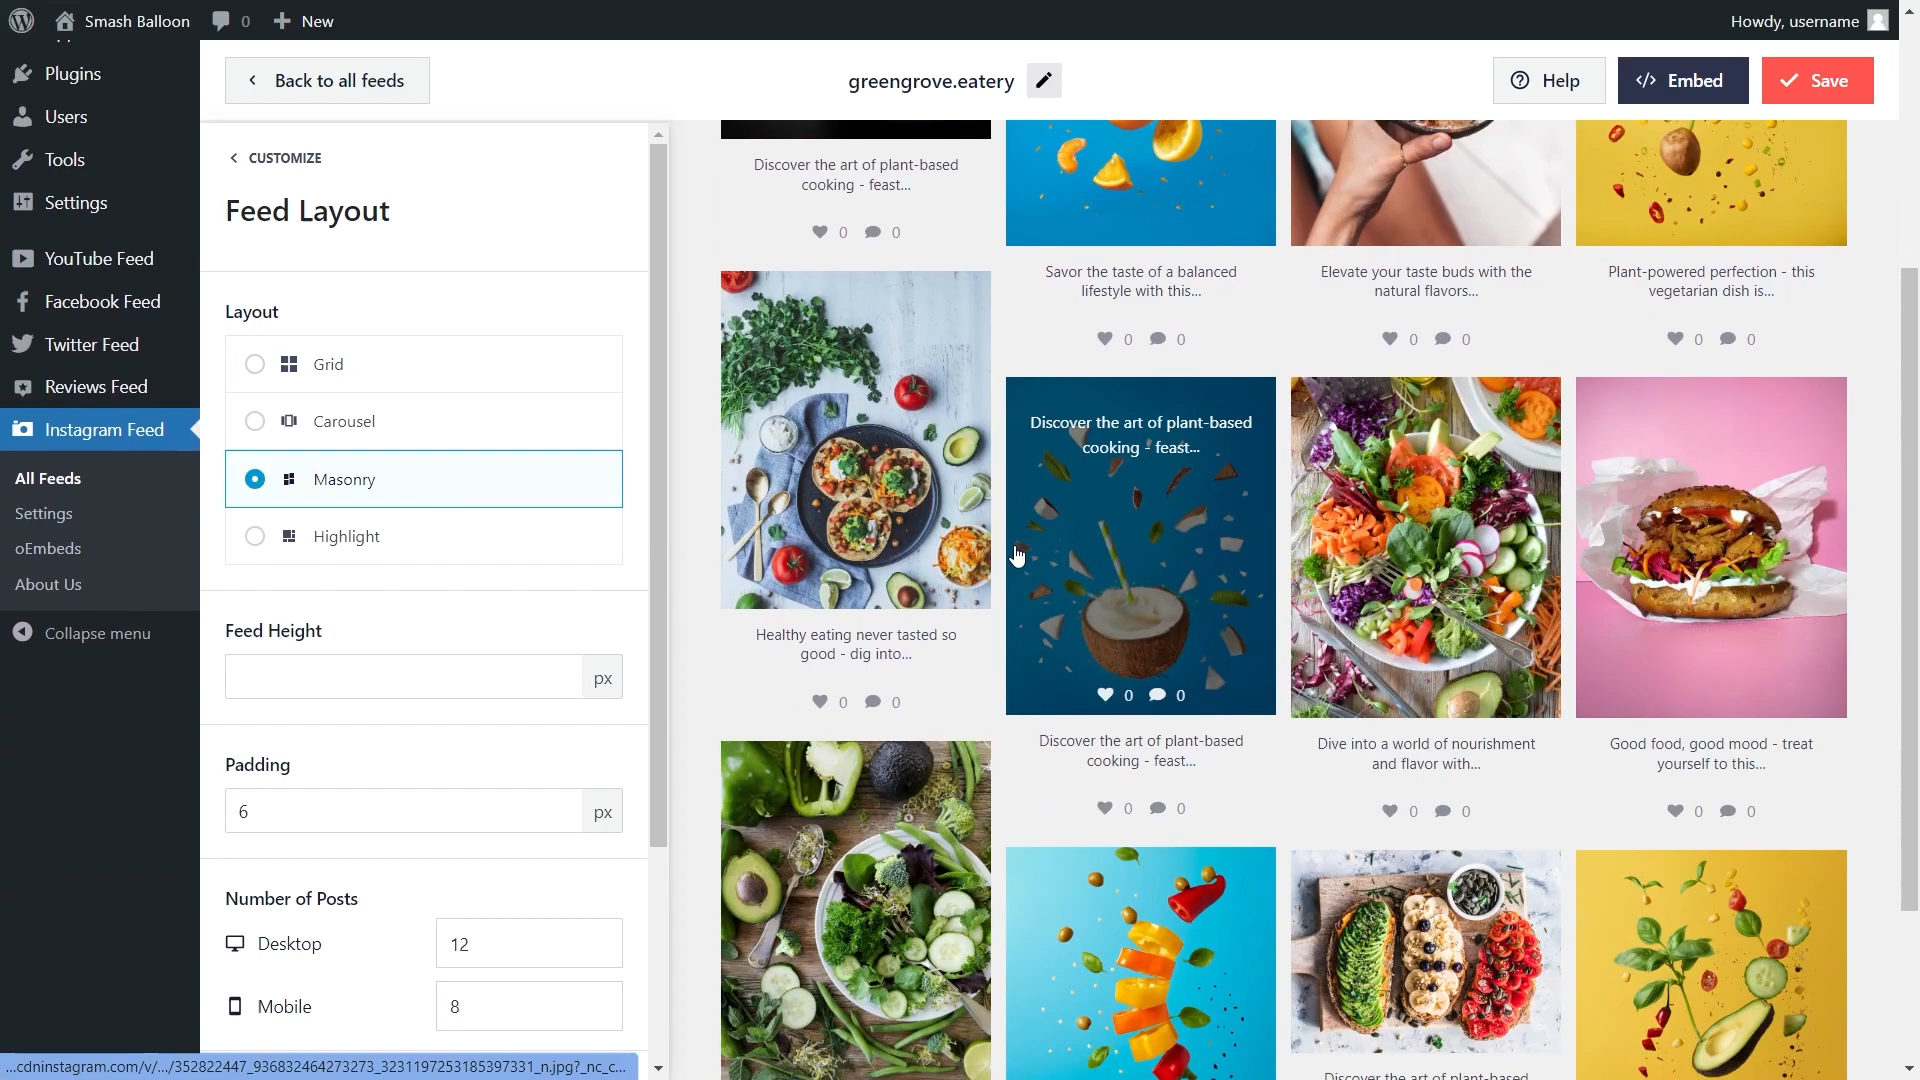 Smash Balloon
0
New
Howdy, username
Plugins
Users
Tools
Settings
YouTube Feed
Facebook Feed
Twitter Feed
Reviews Feed
Instagram Feed
All Feeds
Settings
oEmbeds
About Us
Collapse menu
Back to all feeds
greengrove.eatery
Help
Embed
Save
CUSTOMIZE
Feed Layout
Layout
Grid
Carousel
Masonry
Highlight
Feed Height
px
Padding
6
px
Number of Posts
Desktop
12
Mobile
8
Discover the art of plant-based
cooking - feast...
0 0
Healthy eating never tasted so
good - dig into...
0 0
Savor the taste of a balanced
lifestyle with this...
0 0
Discover the art of plant-based
cooking - feast...
0 0
Discover the art of plant-based
cooking - feast...
0 0
Elevate your taste buds with the
natural flavors...
0 0
Dive into a world of nourishment
and flavor with...
0 0
Discover the art of plant-based
Plant-powered perfection - this
vegetarian dish is...
0 0
Good food, good mood - treat
yourself to this...
0 0
...cdninstagram.com/v/.../352822447_936832464273273_3231197253185397331_n.jpg?_nc_c...